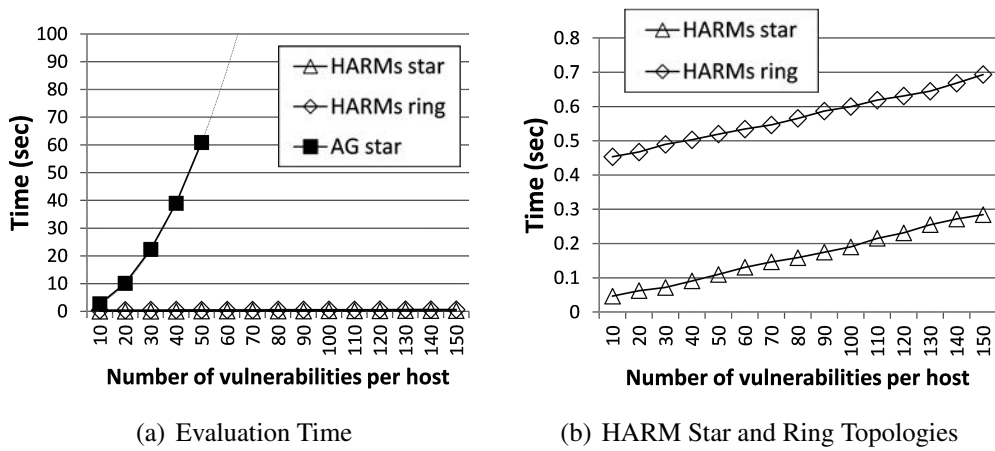 100
90
80
70
60
50
40
30
20
10
0
Time (sec)
HARMs star
HARMs ring
AG star
10 20 30 40 50 60 70 80 90 100 110 120 130 140 150
Number of vulnerabilities per host
(a) Evaluation Time
HARMs star
HARMs ring
0.8
0.7
0.6
0.5
0.4
0.3
0.2
0.1
0
Time (sec)
10 20 30 40 50 60 70 80 90 100 110 120 130 140 150
Number of vulnerabilities per host
(b) HARM Star and Ring Topologies